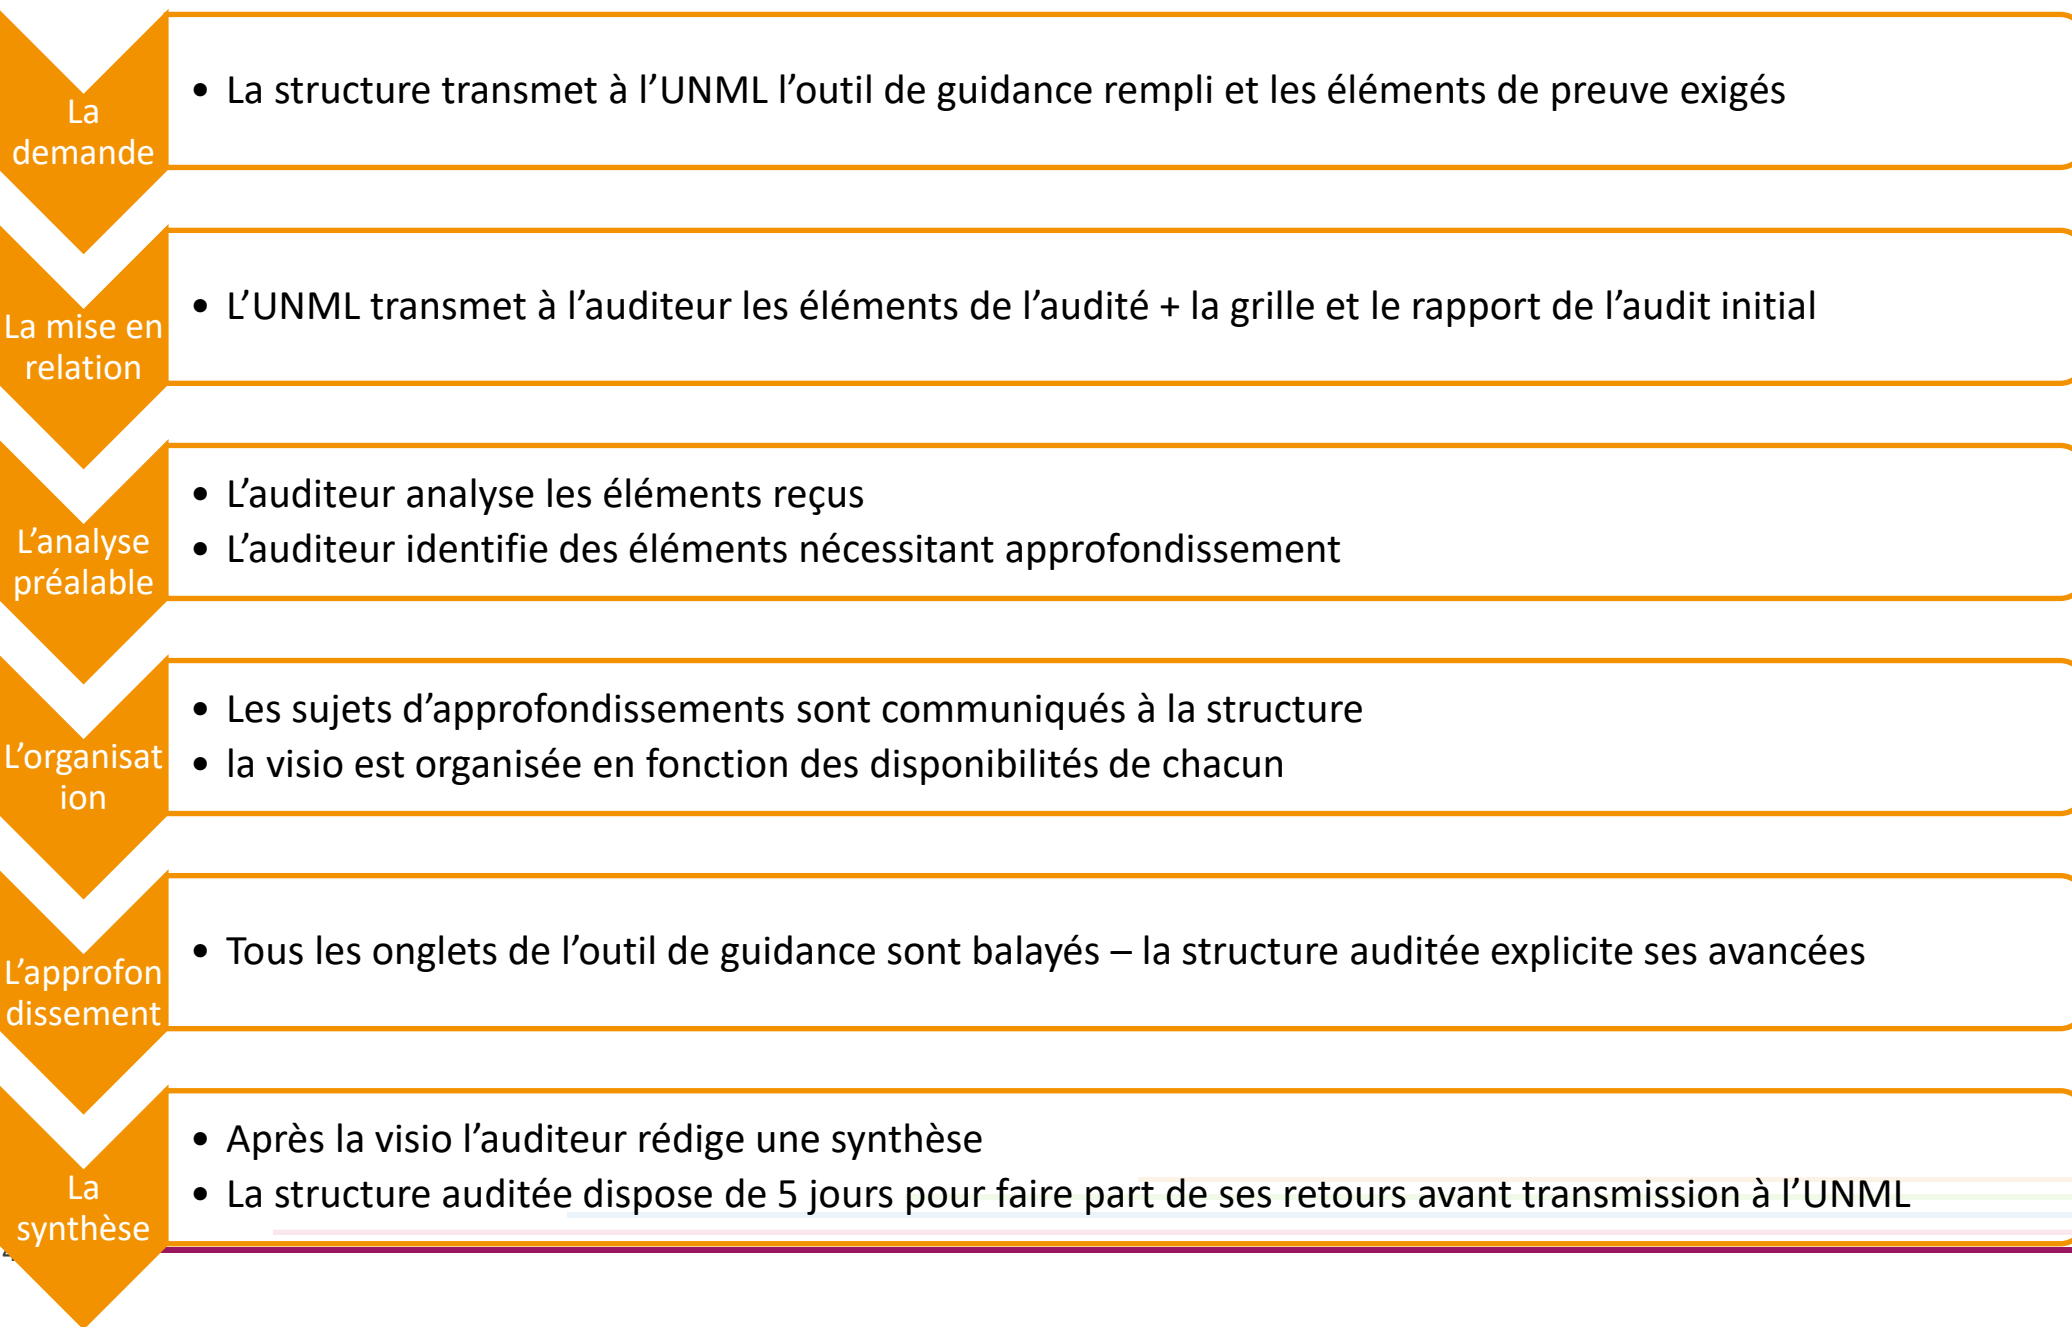 La
demande
• La structure transmet à l’UNML l’outil de guidance rempli et les éléments de preuve exigés
La mise en
relation
• L’UNML transmet à l’auditeur les éléments de l’audité + la grille et le rapport de l’audit initial
L’analyse
préalable
• L’auditeur analyse les éléments reçus
• L’auditeur identifie des éléments nécessitant approfondissement
L’organisat
ion
• Les sujets d’approfondissements sont communiqués à la structure
• la visio est organisée en fonction des disponibilités de chacun
L’approfon
dissement
• Tous les onglets de l’outil de guidance sont balayés – la structure auditée explicite ses avancées
La
synthèse
• Après la visio l’auditeur rédige une synthèse
• La structure auditée dispose de 5 jours pour faire part de ses retours avant transmission à l’UNML